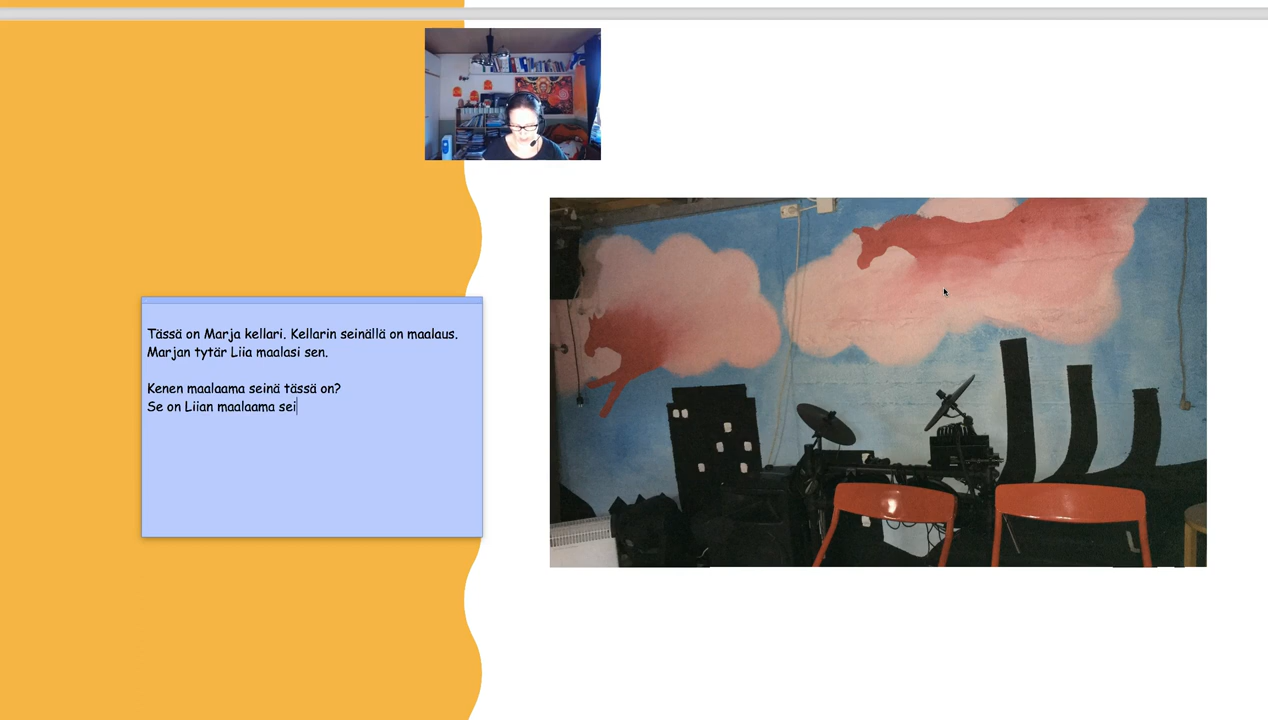 Tässä on Marja kellari. Kellarin seinällä on maalaus.
Marjan tytär Liia maalasi sen.
Kenen maalaama seinä tässä on?
Se on Liian maalaama sei